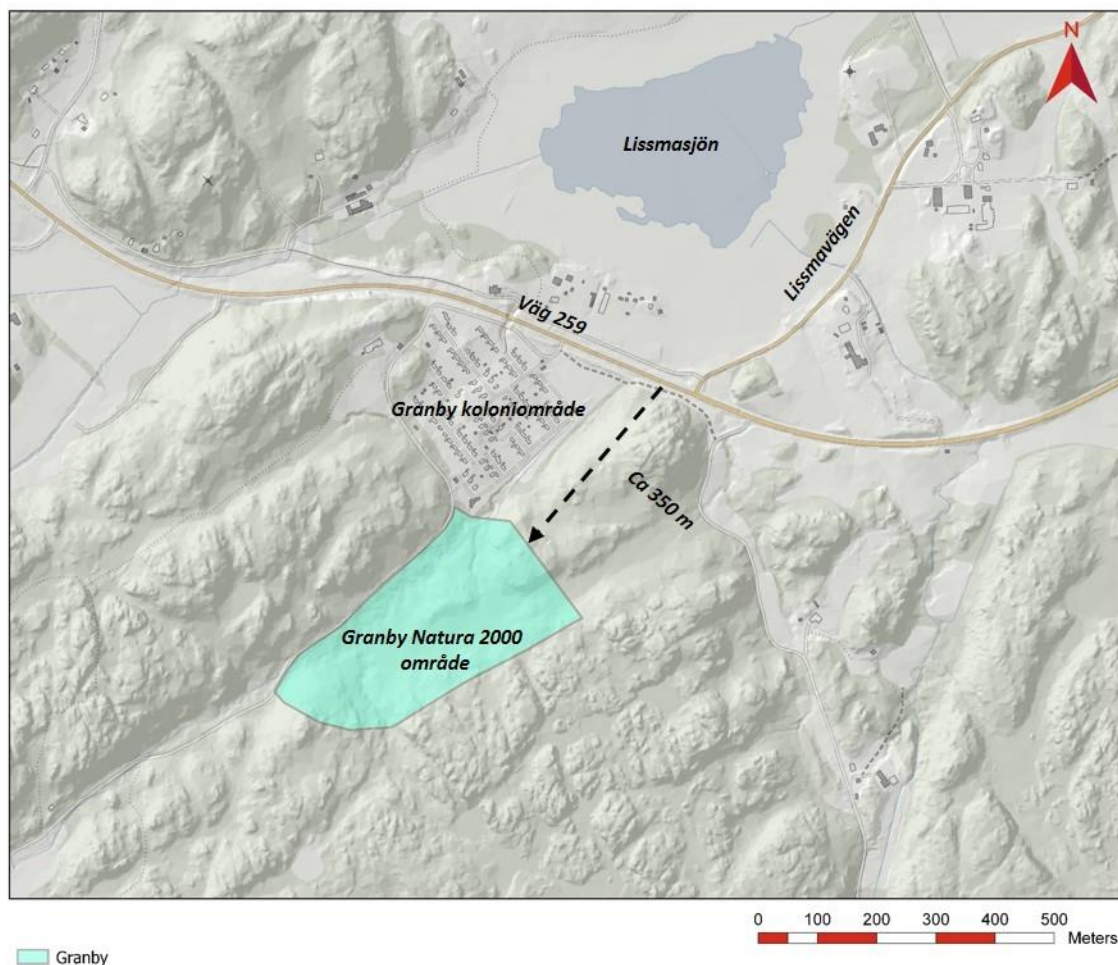 N
Lissmasjön
Lissmavägen
Väg 259
Granby koloniområde
Ca 350 m
Granby Natura 2000
område
0 100 200 300 400 500
Meters
Granby